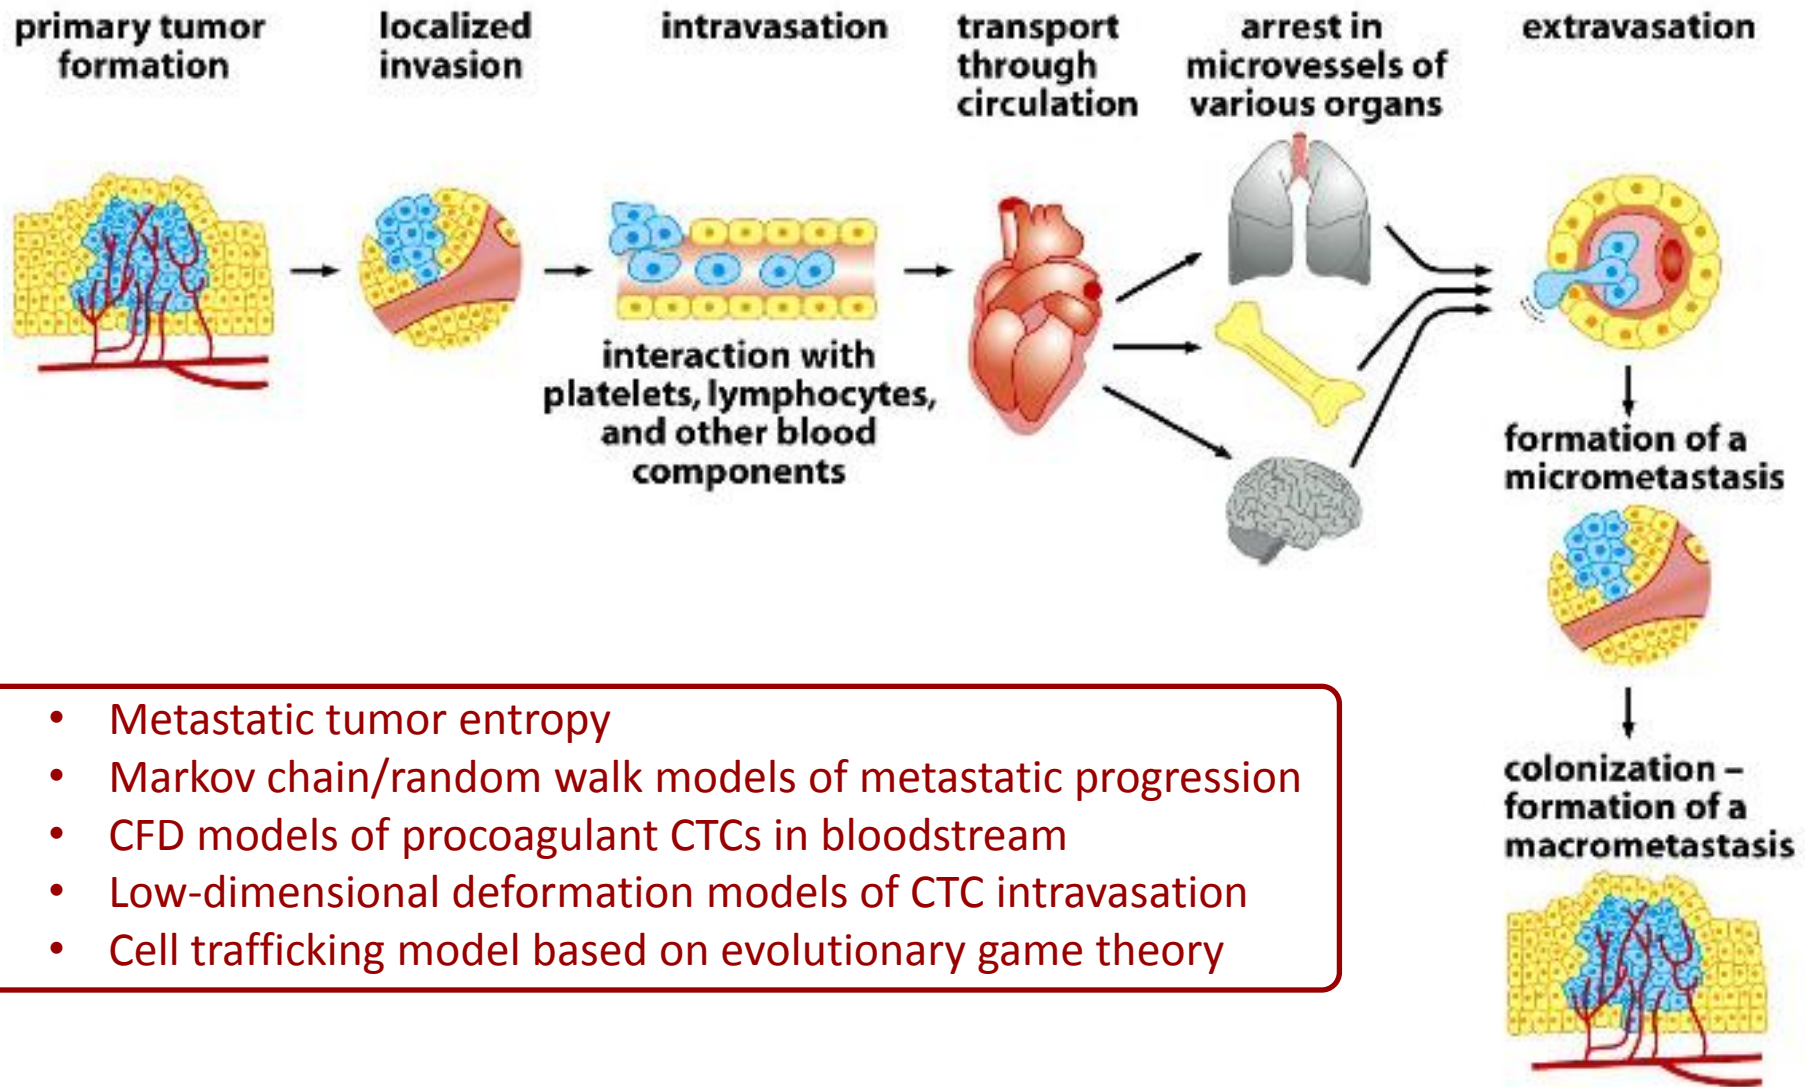 primary tumor
formation
localized
invasion
intravasation
transport
through
circulation
arrest in
microvessels of
various organs
extravasation
interaction with
platelets, lymphocytes,
and other blood
components
formation of a
micrometastasis
colonization –
formation of a
macrometastasis
• Metastatic tumor entropy
• Markov chain/random walk models of metastatic progression
• CFD models of procoagulant CTCs in bloodstream
• Low-dimensional deformation models of CTC intravasation
• Cell trafficking model based on evolutionary game theory